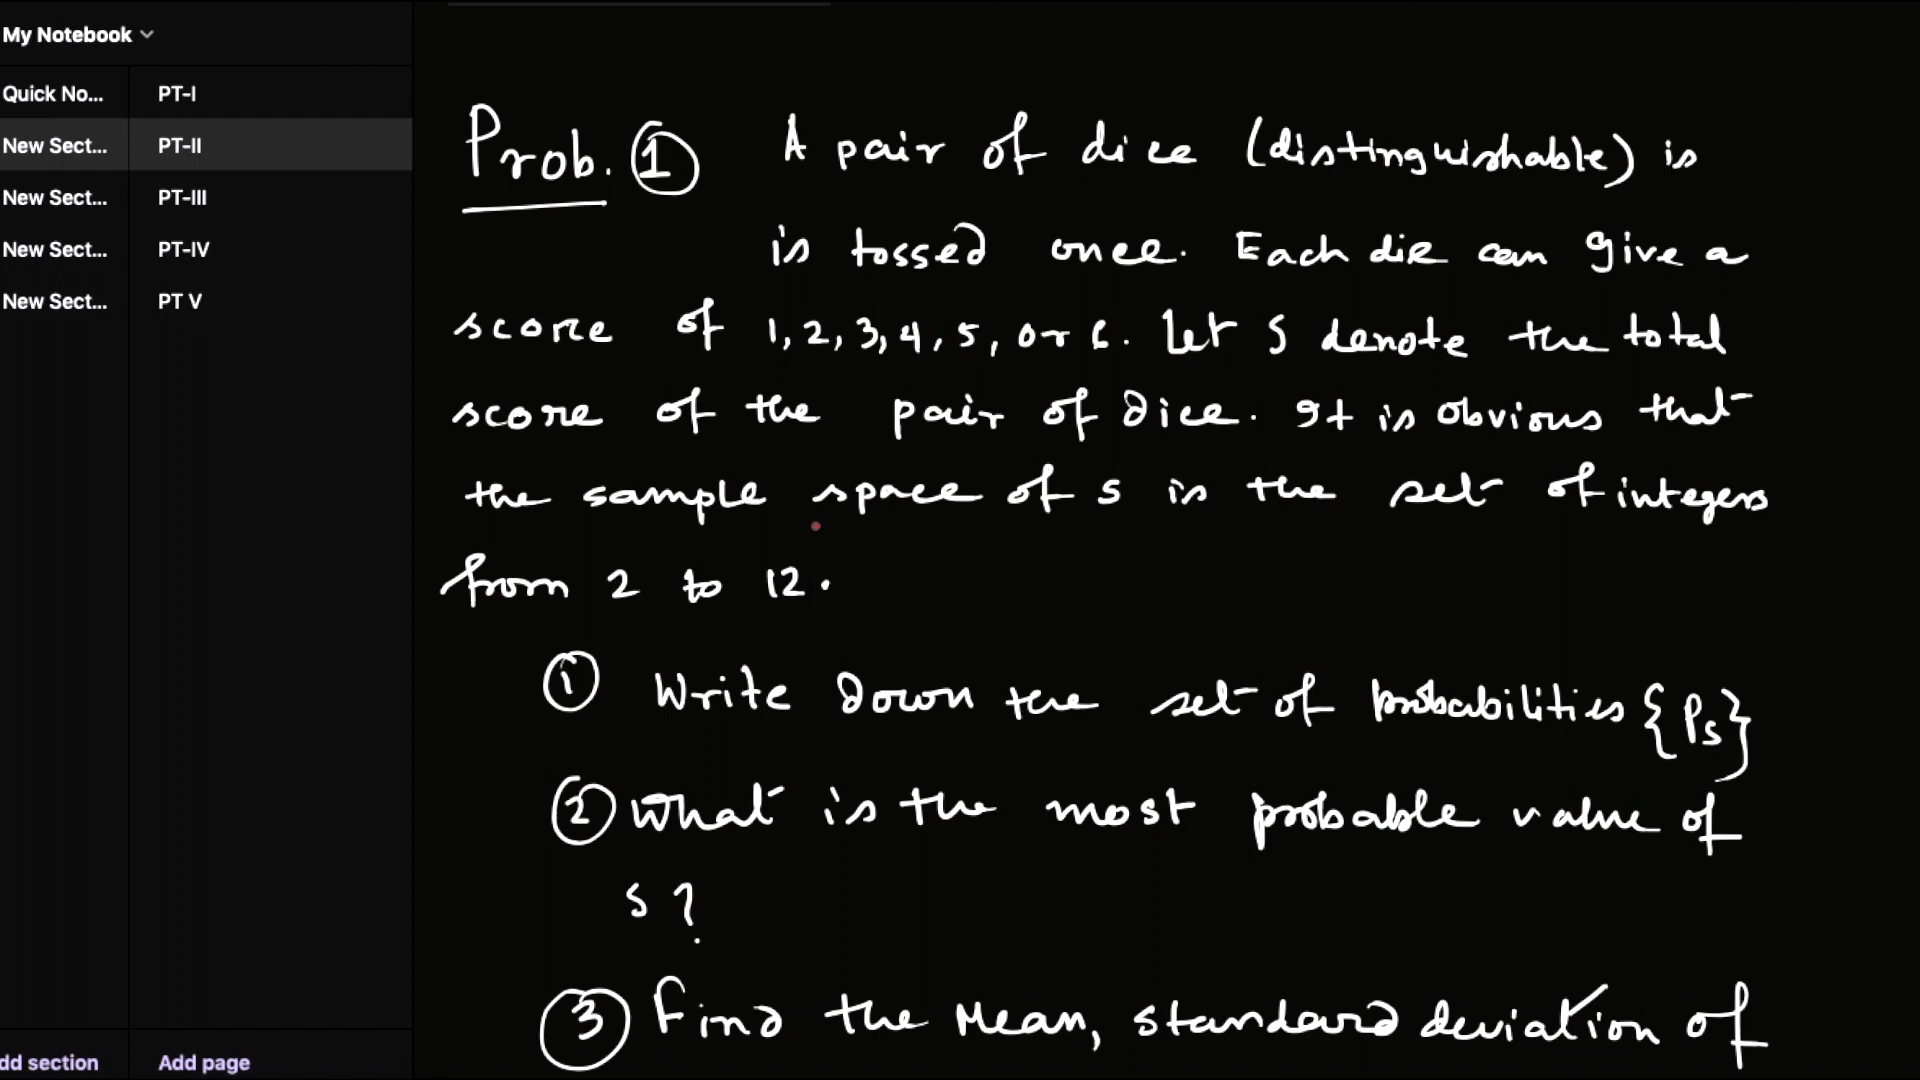 My Notebook
Quick No...
PT-I
New Sect...
PT-II
New Sect...
PT-III
New Sect...
PT-IV
New Sect...
PT V
dd section
Add page
Prob. ① A pair of dice (distinguishable) is
is tossed once. Each die can give a
score of 1, 2, 3, 4, 5, or 6. Let S denote the total
score of the pair of dice. It is obvious that
the sample space of S is the set of integers
from 2 to 12.
① Write down the set of probabilities {Ps}
② What is the most probable value of
S ?
③ Find the Mean, standard deviation of